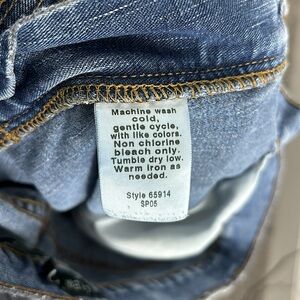 Machine wash
cold,
gentle cycle,
with like colors.
Non chlorine
bleach only.
Tumble dry low.
Warm iron as
needed.
Style 65914
SP05